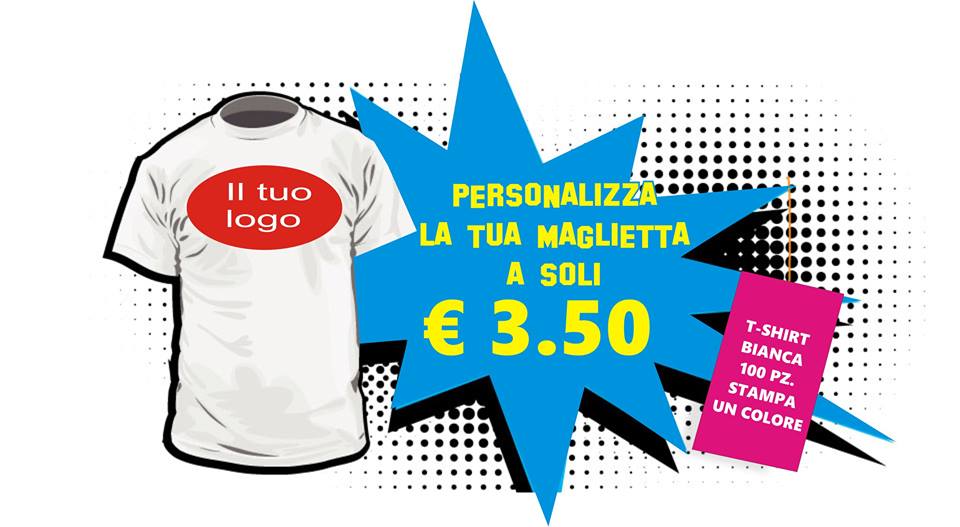 Il tuo
logo
PERSONALIZZA
LA TUA MAGLIETTA
A SOLI
€ 3.50
T-SHIRT
BIANCA
100 PZ.
STAMPA
UN COLORE